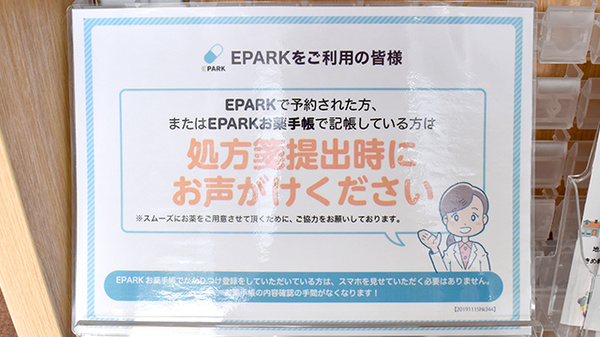 EPARK
EPARKをご利用の皆様
EPARKで予約された方、
またはEPARKお薬手帳で記帳している方は
処方箋提出時に
お声がけください
※スムーズにお薬をご用意させて頂くために、ご協力をお願いしております。
EPARK お薬手帳でかかりつけ登録をしていただいている方は、スマホを見せていただく必要はありません。
お薬手帳の内容確認の手間がなくなります！